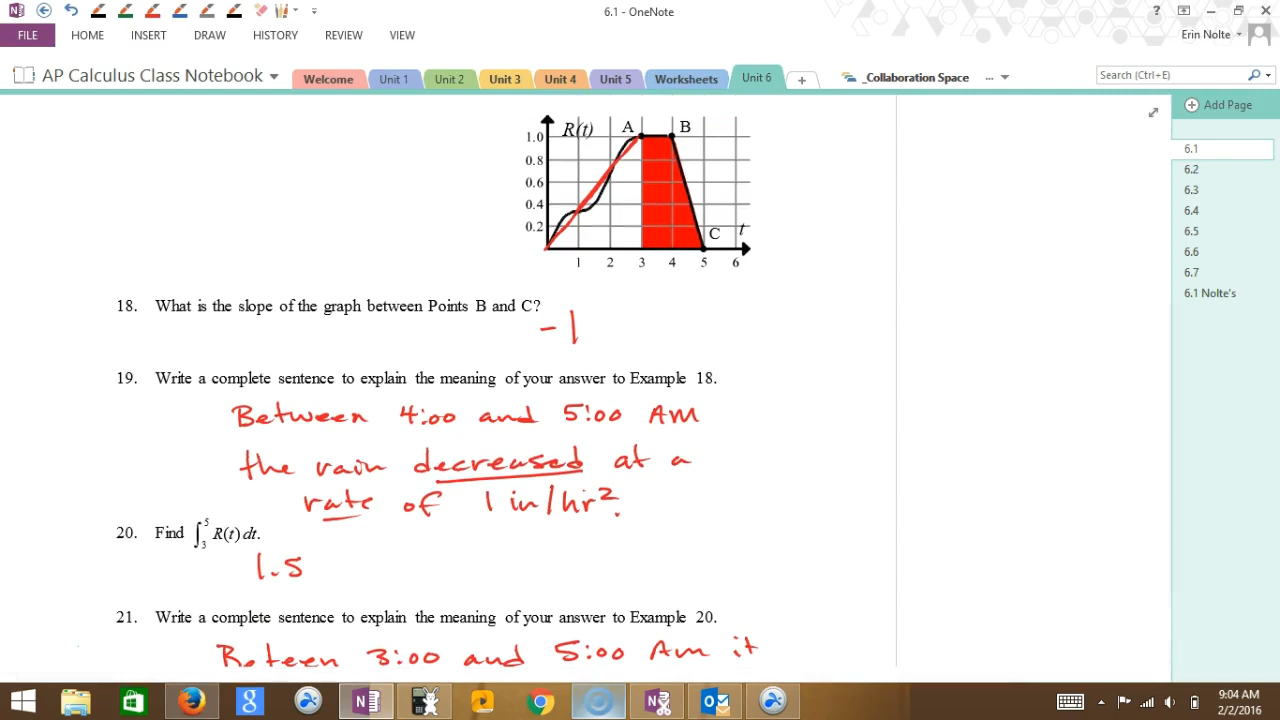 6.1 - OneNote
?
FILE HOME INSERT DRAW HISTORY REVIEW VIEW
Erin Nolte
AP Calculus Class Notebook
Welcome Unit 1 Unit 2 Unit 3 Unit 4 Unit 5 Worksheets Unit 6 + _Collaboration Space ...
Search (Ctrl+E)
Add Page
6.1
6.2
6.3
6.4
6.5
6.6
6.7
6.1 Nolte's
R(t) A B
1.0
0.8
0.6
0.4
0.2
C t
1 2 3 4 5 6
18. What is the slope of the graph between Points B and C?
-1
19. Write a complete sentence to explain the meaning of your answer to Example 18.
Between 4:00 and 5:00 AM
the rain decreased at a
rate of 1 in/hr².
20. Find ∫₃⁵ R(t) dt.
1.5
21. Write a complete sentence to explain the meaning of your answer to Example 20.
Beteen 3:00 and 5:00 Am it
9:04 AM
2/2/2016